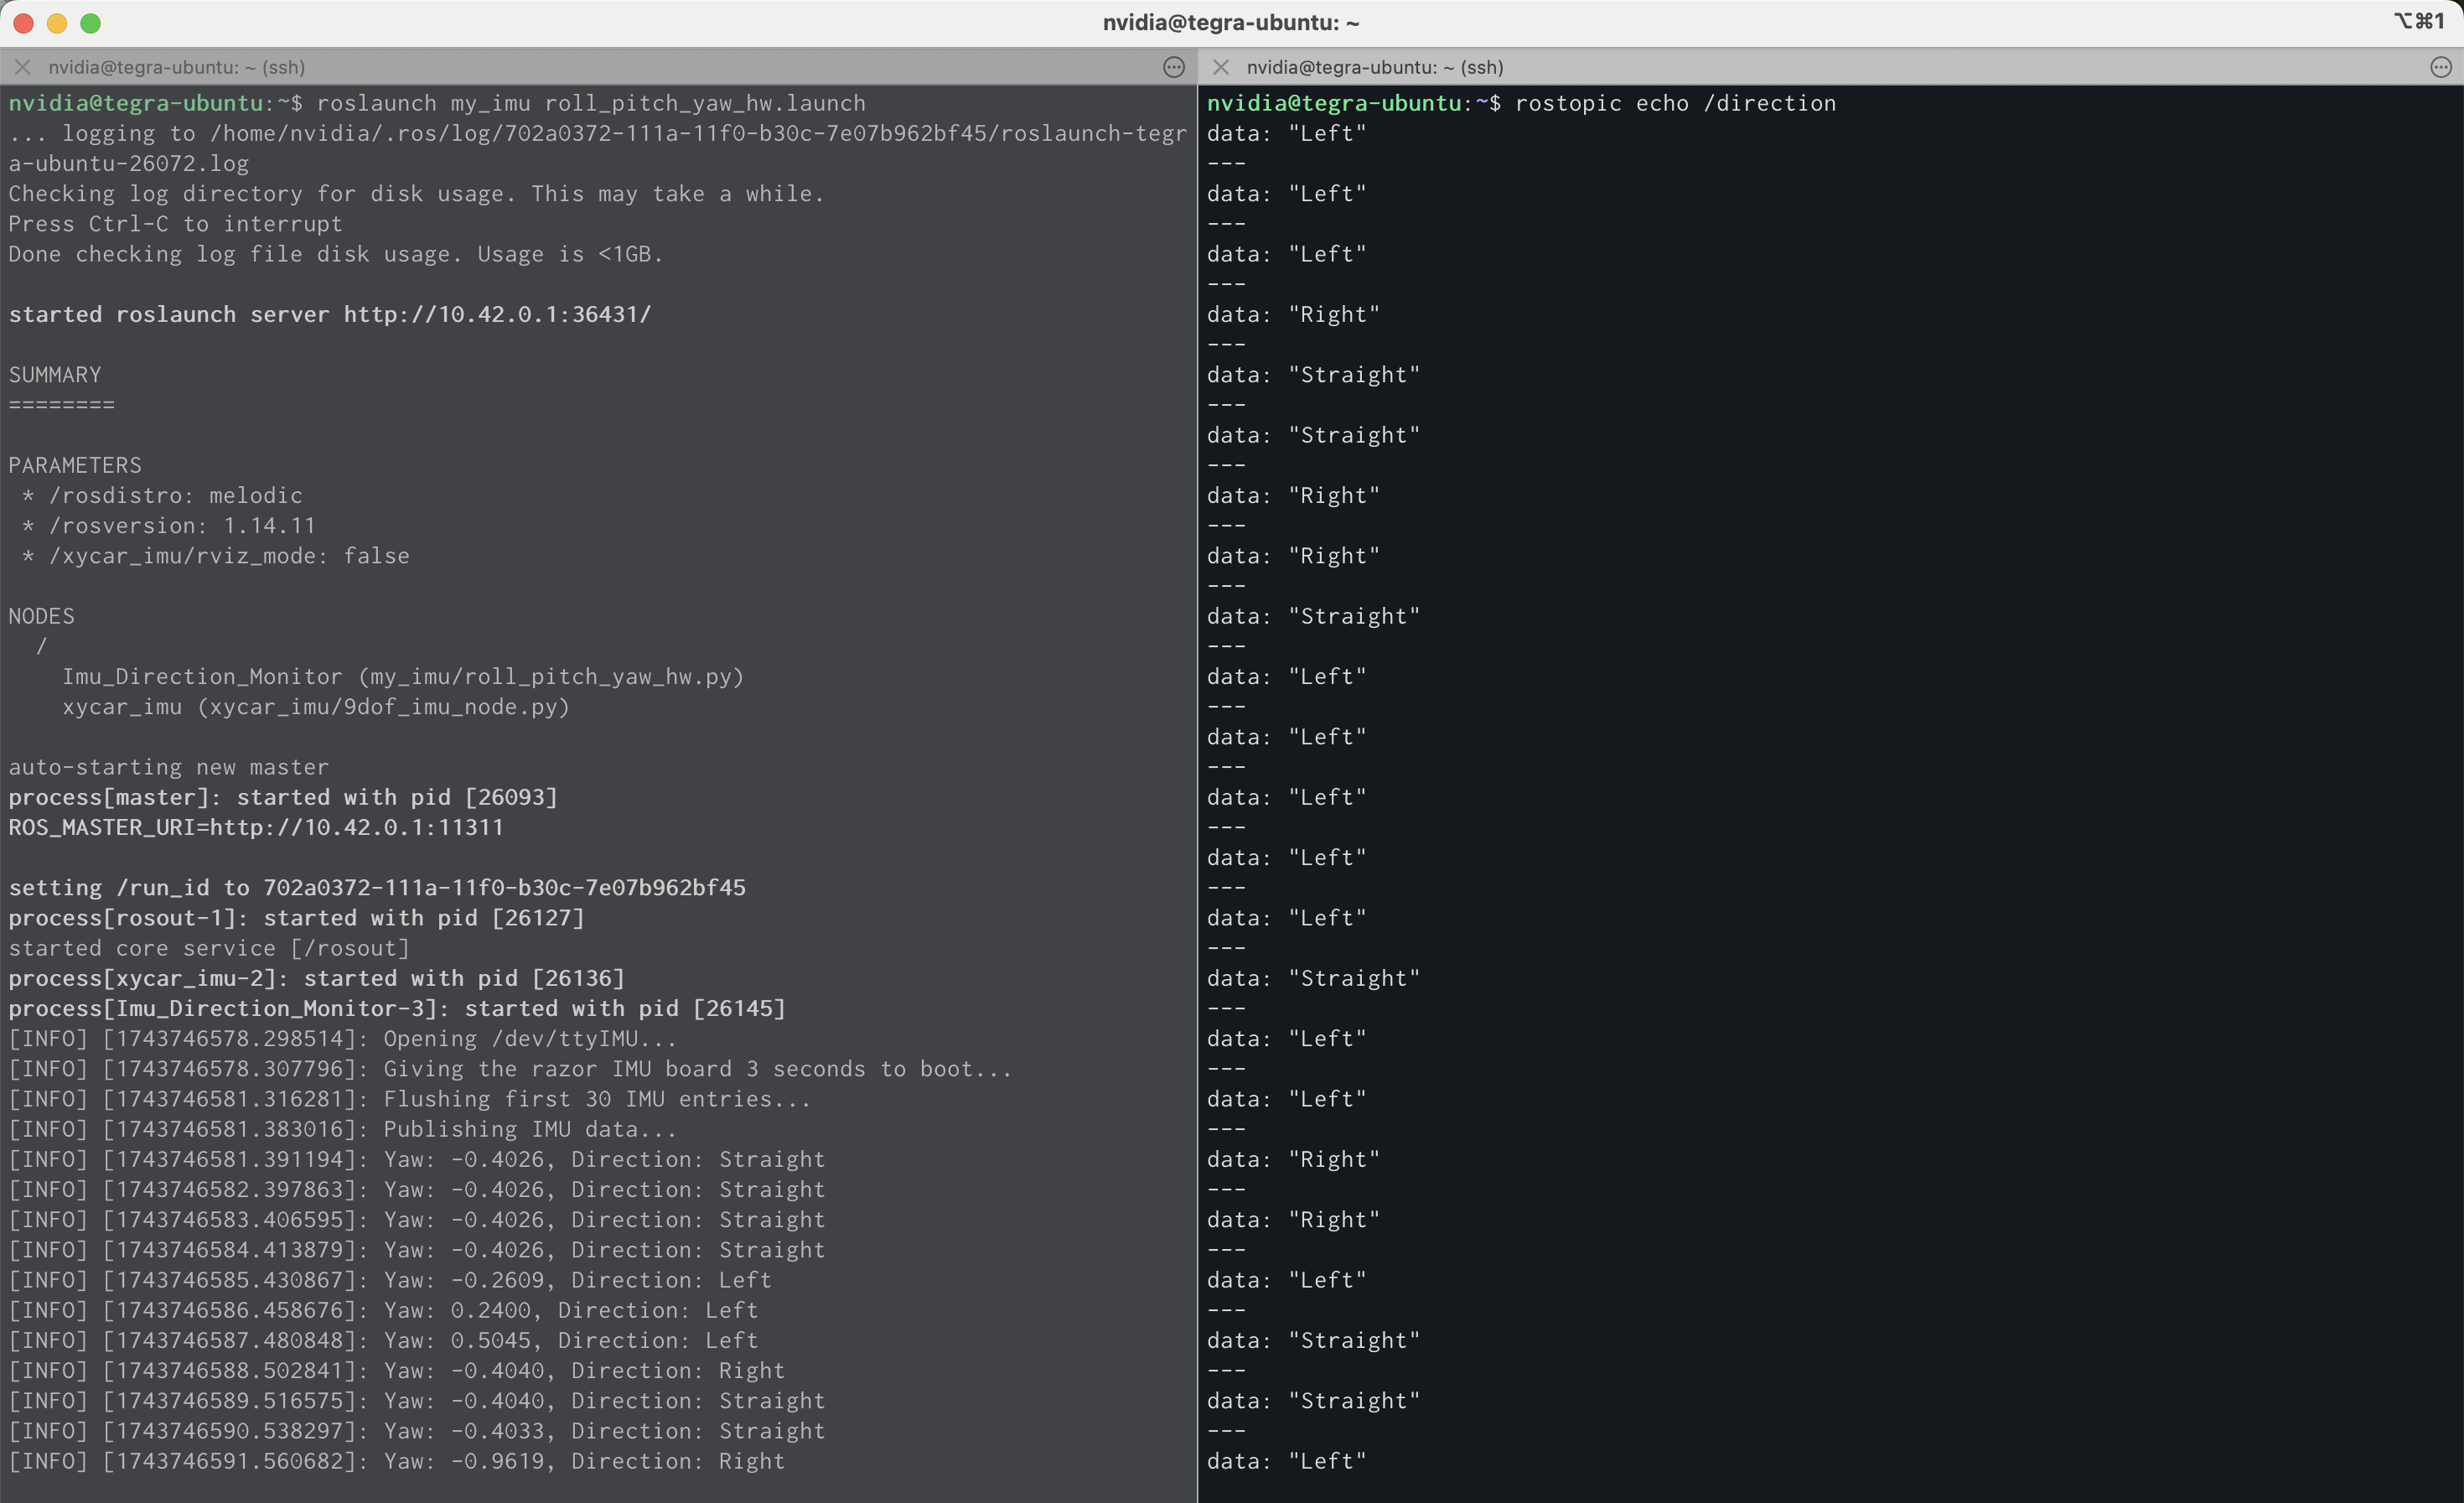 nvidia@tegra-ubuntu: ~
⌥⌘1
nvidia@tegra-ubuntu: ~ (ssh)
nvidia@tegra-ubuntu:~$ roslaunch my_imu roll_pitch_yaw_hw.launch
... logging to /home/nvidia/.ros/log/702a0372-111a-11f0-b30c-7e07b962bf45/roslaunch-tegr
a-ubuntu-26072.log
Checking log directory for disk usage. This may take a while.
Press Ctrl-C to interrupt
Done checking log file disk usage. Usage is <1GB.
started roslaunch server http://10.42.0.1:36431/
SUMMARY
========
PARAMETERS
 * /rosdistro: melodic
 * /rosversion: 1.14.11
 * /xycar_imu/rviz_mode: false
NODES
  /
    Imu_Direction_Monitor (my_imu/roll_pitch_yaw_hw.py)
    xycar_imu (xycar_imu/9dof_imu_node.py)
auto-starting new master
process[master]: started with pid [26093]
ROS_MASTER_URI=http://10.42.0.1:11311
setting /run_id to 702a0372-111a-11f0-b30c-7e07b962bf45
process[rosout-1]: started with pid [26127]
started core service [/rosout]
process[xycar_imu-2]: started with pid [26136]
process[Imu_Direction_Monitor-3]: started with pid [26145]
[INFO] [1743746578.298514]: Opening /dev/ttyIMU...
[INFO] [1743746578.307796]: Giving the razor IMU board 3 seconds to boot...
[INFO] [1743746581.316281]: Flushing first 30 IMU entries...
[INFO] [1743746581.383016]: Publishing IMU data...
[INFO] [1743746581.391194]: Yaw: -0.4026, Direction: Straight
[INFO] [1743746582.397863]: Yaw: -0.4026, Direction: Straight
[INFO] [1743746583.406595]: Yaw: -0.4026, Direction: Straight
[INFO] [1743746584.413879]: Yaw: -0.4026, Direction: Straight
[INFO] [1743746585.430867]: Yaw: -0.2609, Direction: Left
[INFO] [1743746586.458676]: Yaw: 0.2400, Direction: Left
[INFO] [1743746587.480848]: Yaw: 0.5045, Direction: Left
[INFO] [1743746588.502841]: Yaw: -0.4040, Direction: Right
[INFO] [1743746589.516575]: Yaw: -0.4040, Direction: Straight
[INFO] [1743746590.538297]: Yaw: -0.4033, Direction: Straight
[INFO] [1743746591.560682]: Yaw: -0.9619, Direction: Right
nvidia@tegra-ubuntu: ~ (ssh)
nvidia@tegra-ubuntu:~$ rostopic echo /direction
data: "Left"
---
data: "Left"
---
data: "Left"
---
data: "Right"
---
data: "Straight"
---
data: "Straight"
---
data: "Right"
---
data: "Right"
---
data: "Straight"
---
data: "Left"
---
data: "Left"
---
data: "Left"
---
data: "Left"
---
data: "Left"
---
data: "Straight"
---
data: "Left"
---
data: "Left"
---
data: "Right"
---
data: "Right"
---
data: "Left"
---
data: "Straight"
---
data: "Straight"
---
data: "Left"